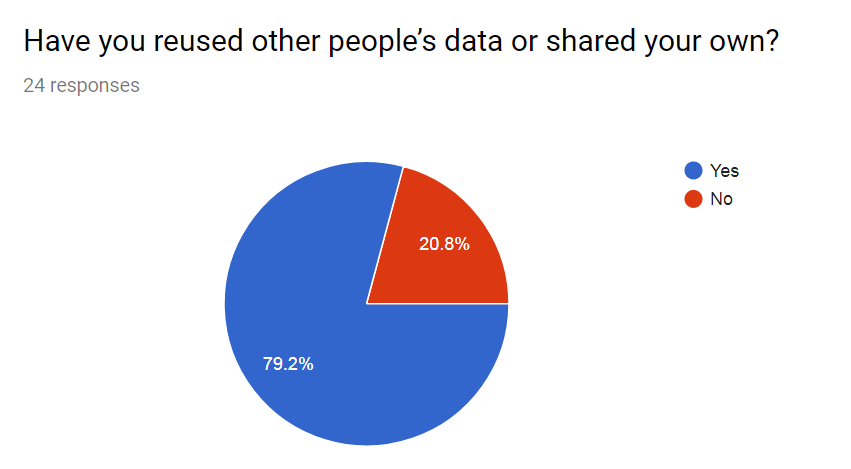 Have you reused other people’s data or shared your own?
24 responses
Yes
No
20.8%
79.2%